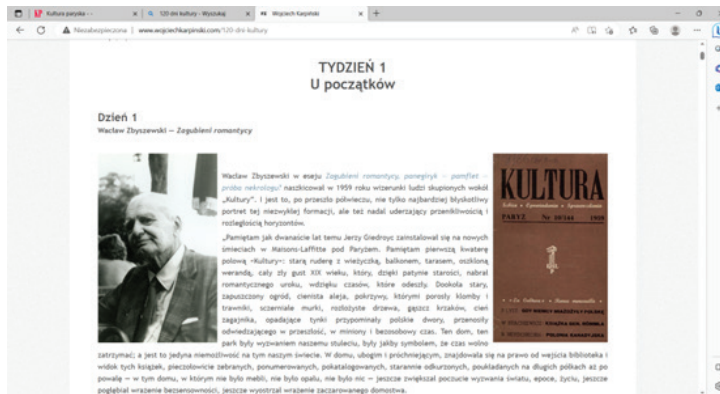 Kultura paryska - -
120 dni kultury - Wyszukaj
Wojciech Karpiński
Niezabezpieczona | www.wojciechkarpinski.com/120-dni-kultury
TYDZIEŃ 1
U początków
Dzień 1
Wacław Zbyszewski — Zagubieni romantycy
Wacław Zbyszewski w eseju Zagubieni romantycy, panegiryk — pamflet —
próba nekrologu? naszkicował w 1959 roku wizerunki ludzi skupionych wokół
„Kultury”. I jest to, po przeszło półwieczu, nie tylko najbardziej błyskotliwy
portret tej niezwykłej formacji, ale też nadal uderzający przenikliwością i
rozległością horyzontów.
„Pamiętam jak dwanaście lat temu Jerzy Giedroyc zainstalował się na nowych
śmieciach w Maisons-Laffitte pod Paryżem. Pamiętam pierwszą kwaterę
polową «Kultury»: starą ruderę z wieżyczką, balkonem, tarasem, oszkloną
werandą, cały zły gust XIX wieku, który, dzięki patynie starości, nabrał
romantycznego uroku, wdzięku czasów, które odeszły. Dookoła stary,
zapuszczony ogród, cienista aleja, pokrzywy, którymi porosły klomby i
trawniki, szczerniałe murki, rozłożyste drzewa, gąszcz krzaków, cień
zagajnika, opadające tynki przypominały polskie dwory, przenosiły
odwiedzającego w przeszłość, w miniony i bezosobowy czas. Ten dom, ten
park były wyzwaniem naszemu stuleciu, były jakby symbolem, że czas wolno
zatrzymać; a jest to jedyna niemożliwość na tym naszym świecie. W domu, ubogim i próchniejącym, znajdowała się na prawo od wejścia biblioteka i
widok tych książek, pieczołowicie zebranych, ponumerowanych, pokatalogowanych, starannie odkurzonych, poukładanych na długich półkach aż po
powałę — w tym domu, w którym nie było mebli, nie było opału, nie było nic — jeszcze zwiększał poczucie wyzwania światu, epoce, życiu, jeszcze
pogłębiał wrażenie bezsensowności, jeszcze wyostrzał wrażenie zaczarowanego domostwa.
KULTURA
PARYŻ Nr 10/144 1959